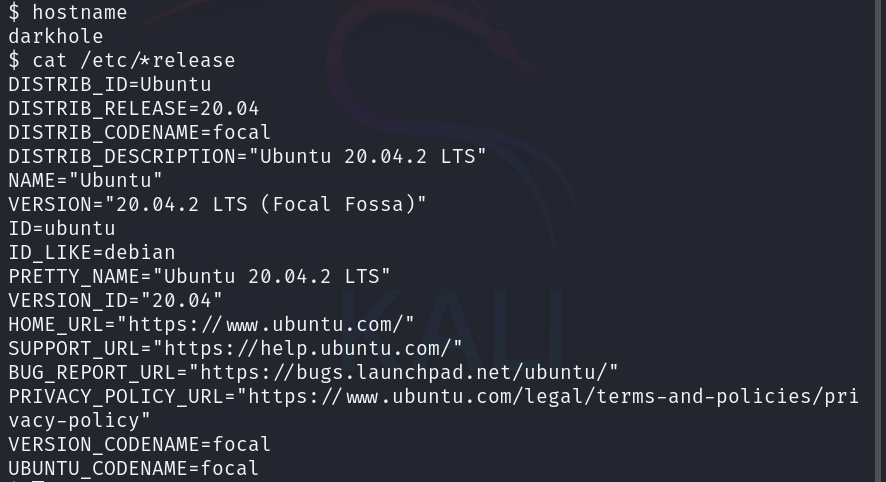 $ hostname
darkhole
$ cat /etc/*release
DISTRIB_ID=Ubuntu
DISTRIB_RELEASE=20.04
DISTRIB_CODENAME=focal
DISTRIB_DESCRIPTION="Ubuntu 20.04.2 LTS"
NAME="Ubuntu"
VERSION="20.04.2 LTS (Focal Fossa)"
ID=ubuntu
ID_LIKE=debian
PRETTY_NAME="Ubuntu 20.04.2 LTS"
VERSION_ID="20.04"
HOME_URL="https://www.ubuntu.com/"
SUPPORT_URL="https://help.ubuntu.com/"
BUG_REPORT_URL="https://bugs.launchpad.net/ubuntu/"
PRIVACY_POLICY_URL="https://www.ubuntu.com/legal/terms-and-policies/pri
vacy-policy"
VERSION_CODENAME=focal
UBUNTU_CODENAME=focal
KALI